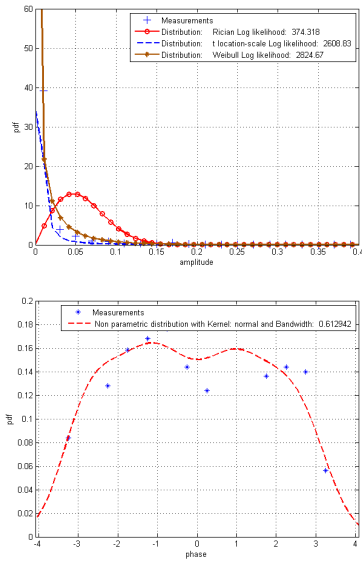 60
50
40
30
20
10
0
pdf
Measurements
Distribution: Rician Log likelihood: 374.318
Distribution: t location-scale Log likelihood: 2608.83
Distribution: Weibull Log likelihood: 2824.67
0 0.05 0.1 0.15 0.2 0.25 0.3 0.35 0.4
amplitude
0.2
0.18
0.16
0.14
0.12
0.1
0.08
0.06
0.04
0.02
0
pdf
Measurements
Non parametric distribution with Kernel: normal and Bandwidth: 0.612942
-4 -3 -2 -1 0 1 2 3 4
phase